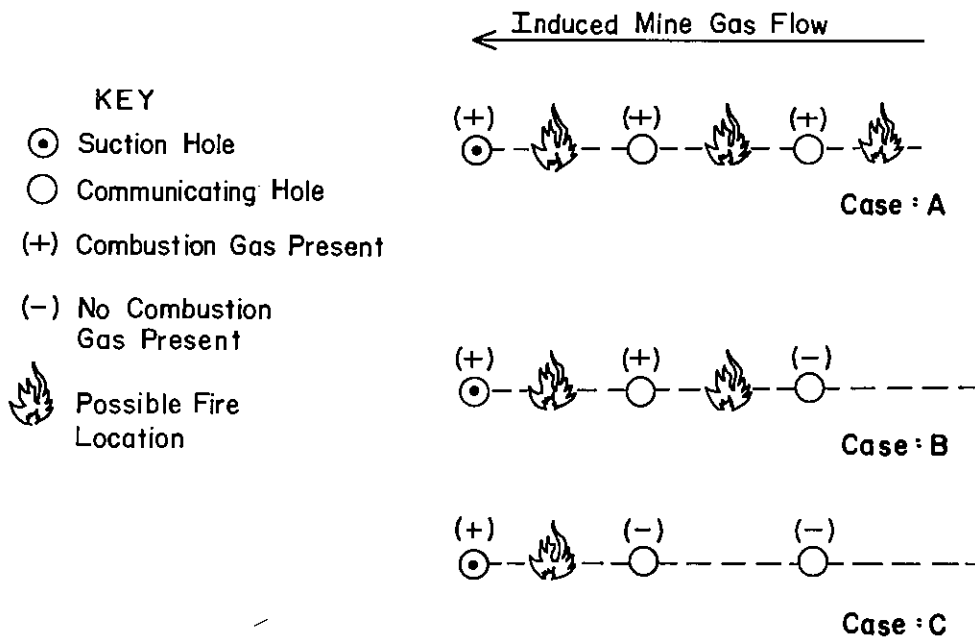 Induced Mine Gas Flow
KEY
Suction Hole
Communicating Hole
(+) Combustion Gas Present
(-) No Combustion
Gas Present
Possible Fire
Location
(+) (+) (+)
Case : A
(+) (+) (-)
Case : B
(+) (-) (-)
Case : C